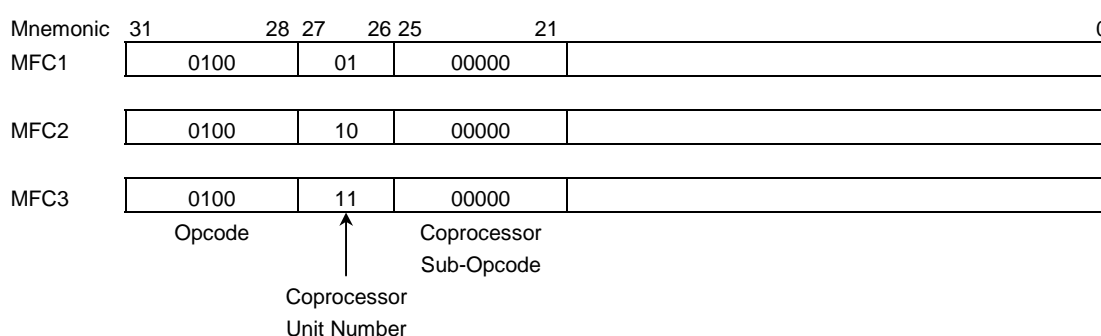 Mnemonic 31 28 27 26 25 21 0
MFC1 0100 01 00000
MFC2 0100 10 00000
MFC3 0100 11 00000
Opcode Coprocessor
Sub-Opcode
Coprocessor
Unit Number